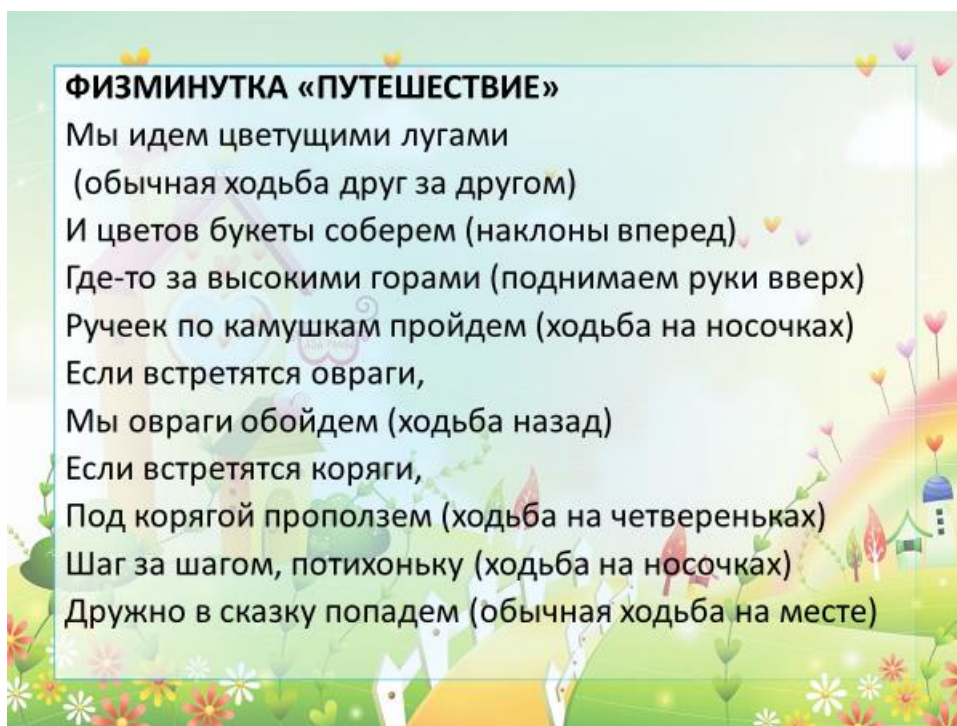 ФИЗМИНУТКА «ПУТЕШЕСТВИЕ»
Мы идем цветущими лугами
(обычная ходьба друг за другом)
И цветов букеты соберем (наклоны вперед)
Где-то за высокими горами (поднимаем руки вверх)
Ручеек по камушкам пройдем (ходьба на носочках)
Если встретятся овраги,
Мы овраги обойдем (ходьба назад)
Если встретятся коряги,
Под корягой проползем (ходьба на четвереньках)
Шаг за шагом, потихоньку (ходьба на носочках)
Дружно в сказку попадем (обычная ходьба на месте)